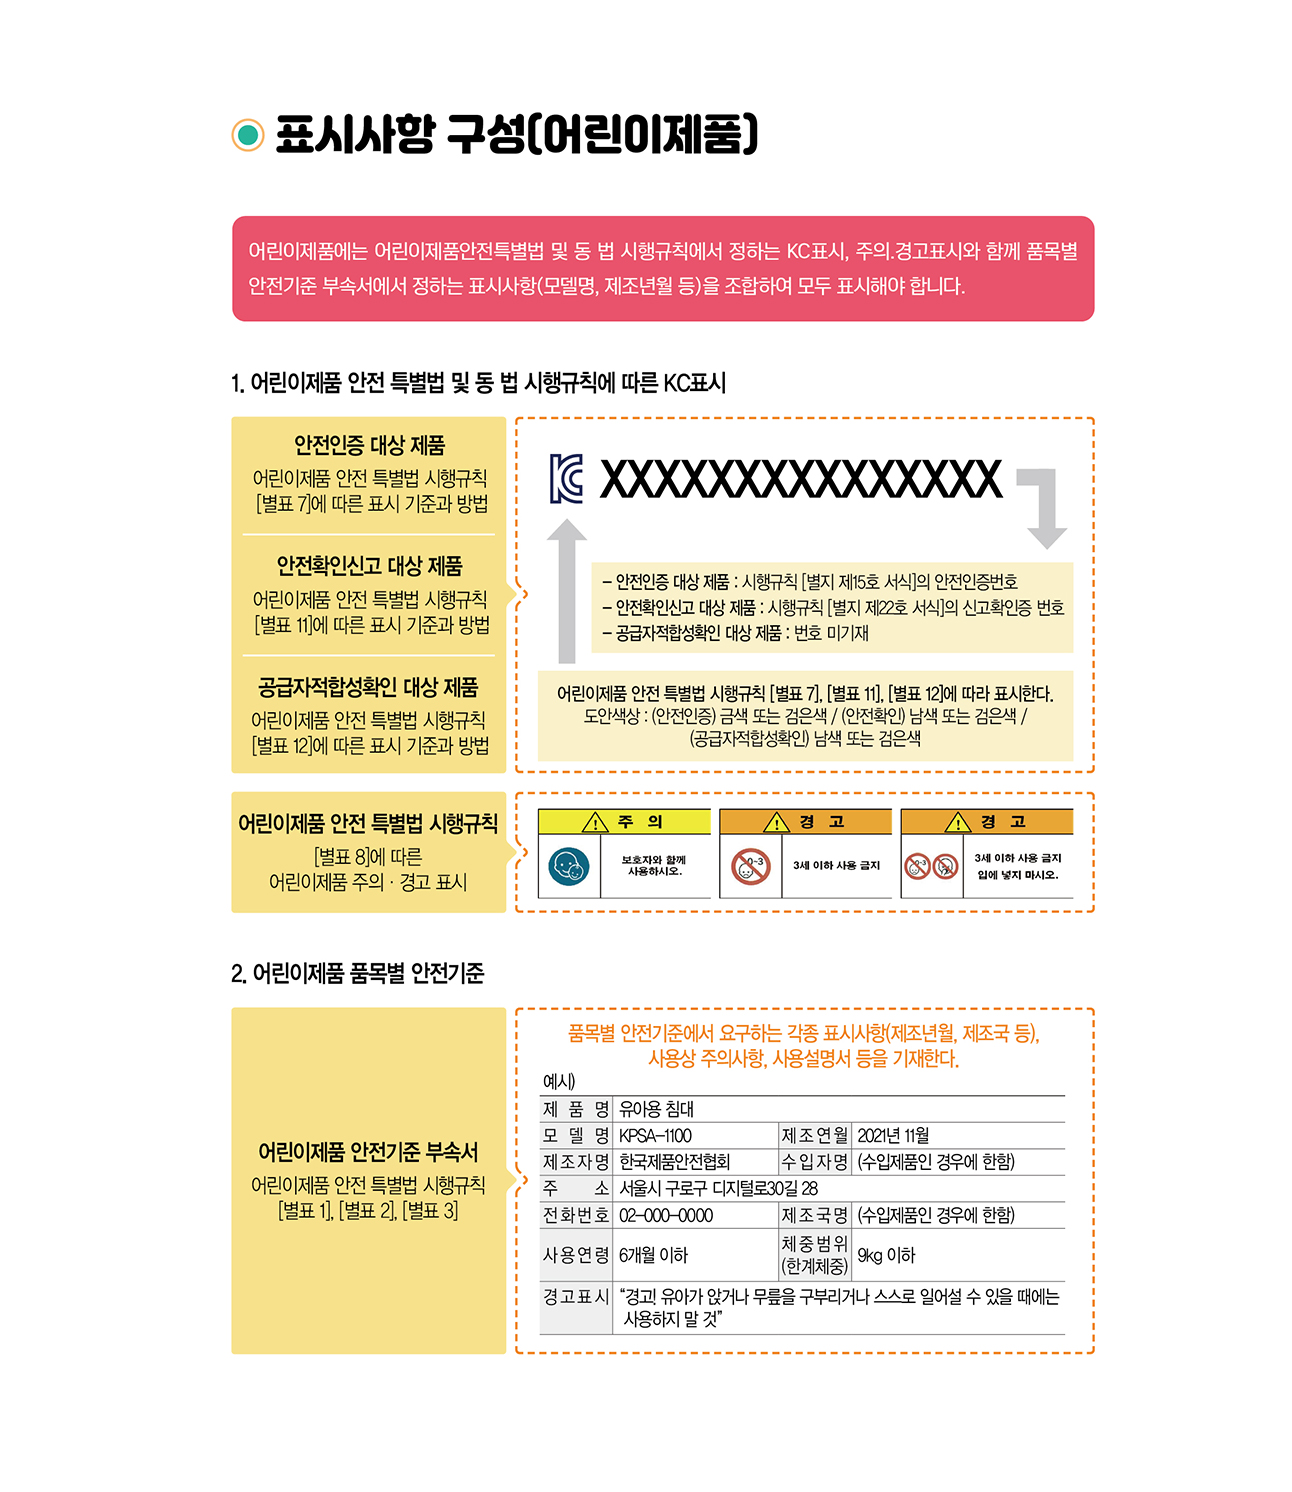 표시사항 구성(어린이제품)
어린이제품에는 어린이제품안전특별법 및 동 법 시행규칙에서 정하는 KC표시, 주의.경고표시와 함께 품목별
안전기준 부속서에서 정하는 표시사항(모델명, 제조년월 등)을 조합하여 모두 표시해야 합니다.
1. 어린이제품 안전 특별법 및 동 법 시행규칙에 따른 KC표시
안전인증 대상 제품
어린이제품 안전 특별법 시행규칙
[별표 7]에 따른 표시 기준과 방법
안전확인신고 대상 제품
어린이제품 안전 특별법 시행규칙
[별표 11]에 따른 표시 기준과 방법
공급자적합성확인 대상 제품
어린이제품 안전 특별법 시행규칙
[별표 12]에 따른 표시 기준과 방법
KC XXXXXXXXXXXXXXX
– 안전인증 대상 제품 : 시행규칙 [별지 제15호 서식]의 안전인증번호
– 안전확인신고 대상 제품 : 시행규칙 [별지 제22호 서식]의 신고확인증 번호
– 공급자적합성확인 대상 제품 : 번호 미기재
어린이제품 안전 특별법 시행규칙 [별표 7], [별표 11], [별표 12]에 따라 표시한다.
도안색상 : (안전인증) 금색 또는 검은색 / (안전확인) 남색 또는 검은색 /
(공급자적합성확인) 남색 또는 검은색
어린이제품 안전 특별법 시행규칙
[별표 8]에 따른
어린이제품 주의 · 경고 표시
! 주 의
보호자와 함께
사용하시오.
! 경 고
0-3
3세 이하 사용 금지
! 경 고
0-3
3세 이하 사용 금지
입에 넣지 마시오.
2. 어린이제품 품목별 안전기준
어린이제품 안전기준 부속서
어린이제품 안전 특별법 시행규칙
[별표 1], [별표 2], [별표 3]
품목별 안전기준에서 요구하는 각종 표시사항(제조년월, 제조국 등),
사용상 주의사항, 사용설명서 등을 기재한다.
예시)
제 품 명 유아용 침대
모 델 명 KPSA–1100 제조연월 2021년 11월
제조자명 한국제품안전협회 수입자명 (수입제품인 경우에 한함)
주 소 서울시 구로구 디지털로30길 28
전화번호 02–000–0000 제조국명 (수입제품인 경우에 한함)
사용연령 6개월 이하 체중범위 (한계체중) 9kg 이하
경고표시 “경고! 유아가 앉거나 무릎을 구부리거나 스스로 일어설 수 있을 때에는
사용하지 말 것”